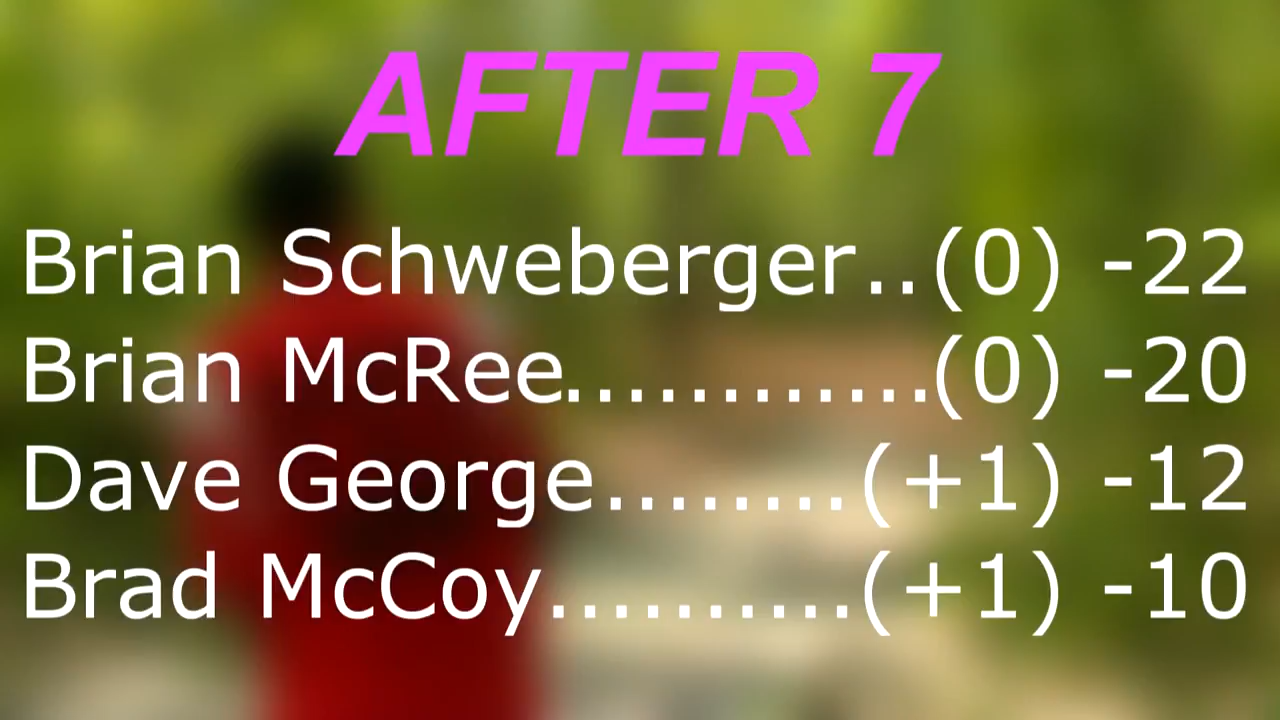 AFTER 7
Brian Schweberger..(0) -22
Brian McRee............(0) -20
Dave George........(+1) -12
Brad McCoy..........(+1) -10